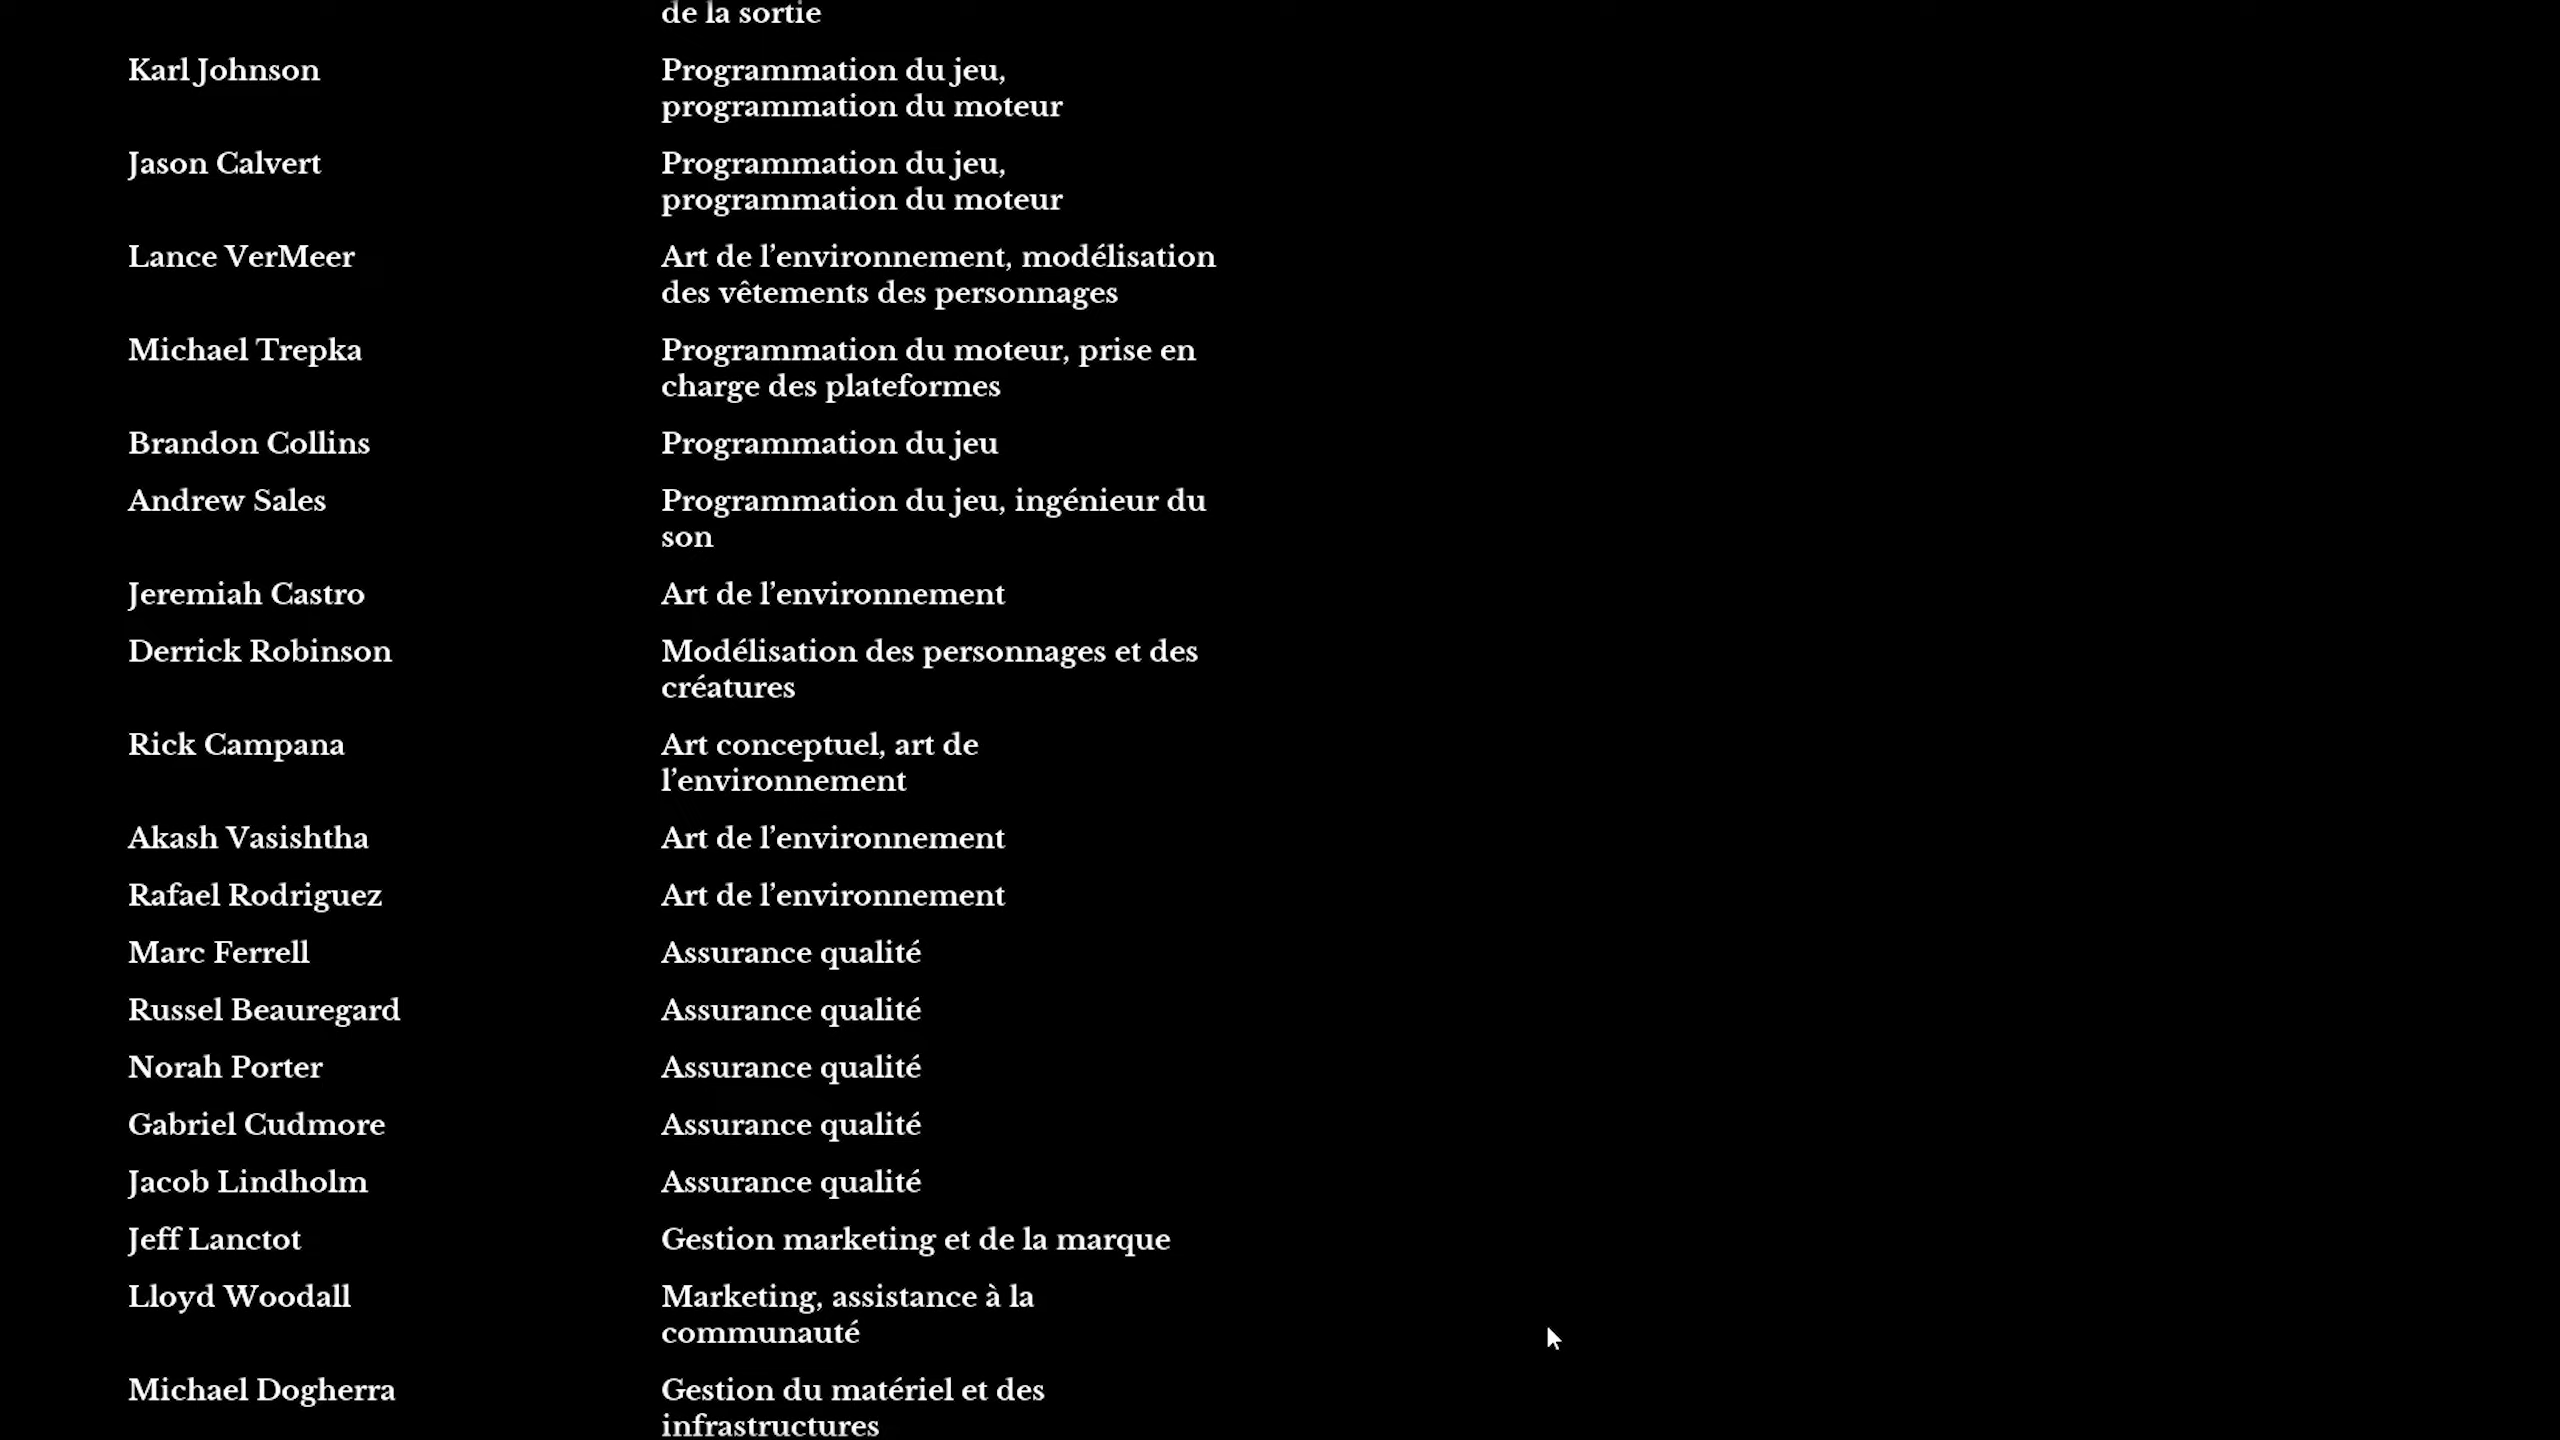 de la sortie
Karl Johnson Programmation du jeu,
programmation du moteur
Jason Calvert Programmation du jeu,
programmation du moteur
Lance VerMeer Art de l’environnement, modélisation
des vêtements des personnages
Michael Trepka Programmation du moteur, prise en
charge des plateformes
Brandon Collins Programmation du jeu
Andrew Sales Programmation du jeu, ingénieur du
son
Jeremiah Castro Art de l’environnement
Derrick Robinson Modélisation des personnages et des
créatures
Rick Campana Art conceptuel, art de
l’environnement
Akash Vasishtha Art de l’environnement
Rafael Rodriguez Art de l’environnement
Marc Ferrell Assurance qualité
Russel Beauregard Assurance qualité
Norah Porter Assurance qualité
Gabriel Cudmore Assurance qualité
Jacob Lindholm Assurance qualité
Jeff Lanctot Gestion marketing et de la marque
Lloyd Woodall Marketing, assistance à la
communauté
Michael Dogherra Gestion du matériel et des
infrastructures